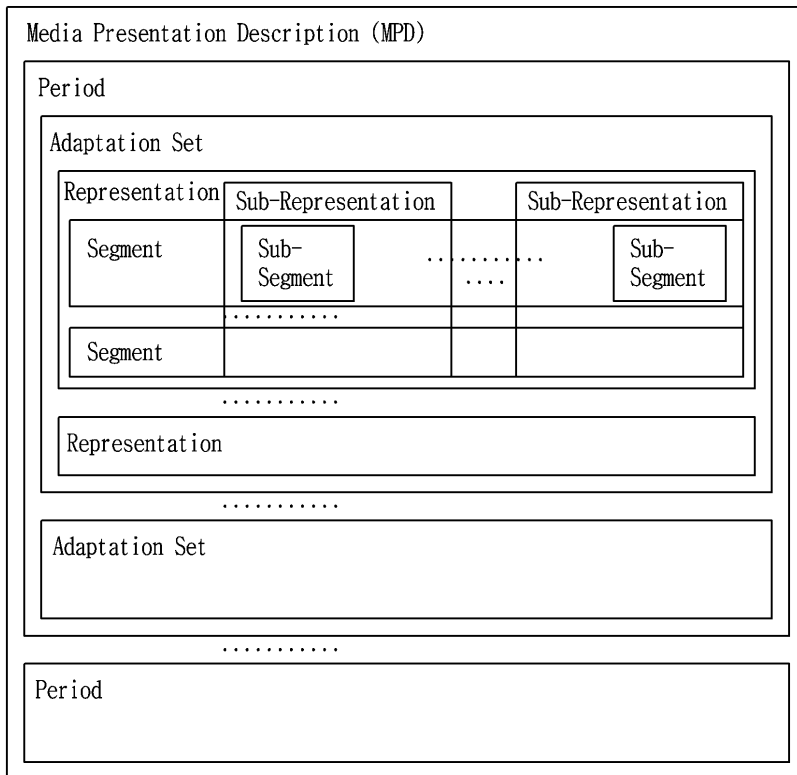 Media Presentation Description (MPD)
Period
Adaptation Set
Representation
Sub-Representation
Sub-Representation
Segment
Sub-
Segment
...........
....
Sub-
Segment
...........
Segment
...........
Representation
...........
Adaptation Set
...........
Period